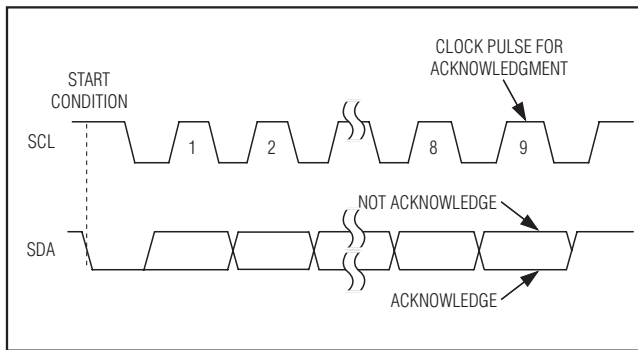 CLOCK PULSE FOR
ACKNOWLEDGMENT
START
CONDITION
SCL
1
2
8
9
NOT ACKNOWLEDGE
SDA
ACKNOWLEDGE